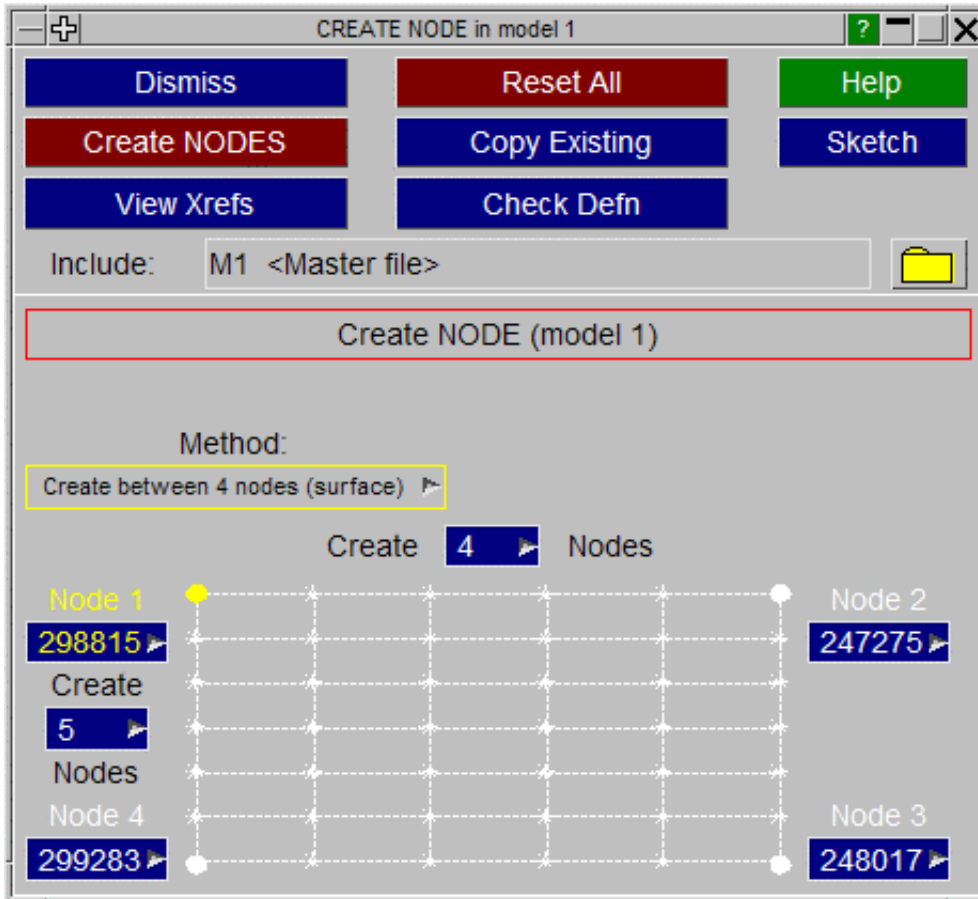 CREATE NODE in model 1 ?
Dismiss Reset All Help
Create NODES Copy Existing Sketch
View Xrefs Check Defn
Include: M1 <Master file>
Create NODE (model 1)
Method:
Create between 4 nodes (surface)
Create 4 Nodes
Node 1 Node 2
298815 247275
Create
5
Nodes
Node 4 Node 3
299283 248017